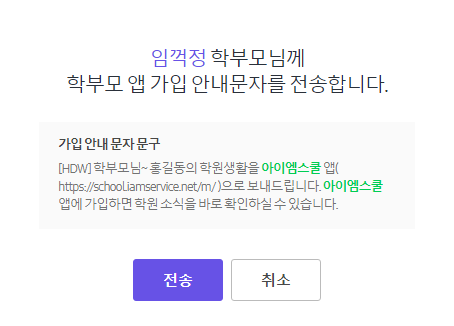 임꺽정 학부모님께
학부모 앱 가입 안내문자를 전송합니다.
가입 안내 문자 문구
[HDW] 학부모님~ 홍길동의 학원생활을 아이엠스쿨 앱(
https://school.iamservice.net/m/ )으로 보내드립니다. 아이엠스쿨
앱에 가입하면 학원 소식을 바로 확인하실 수 있습니다.
전송
취소